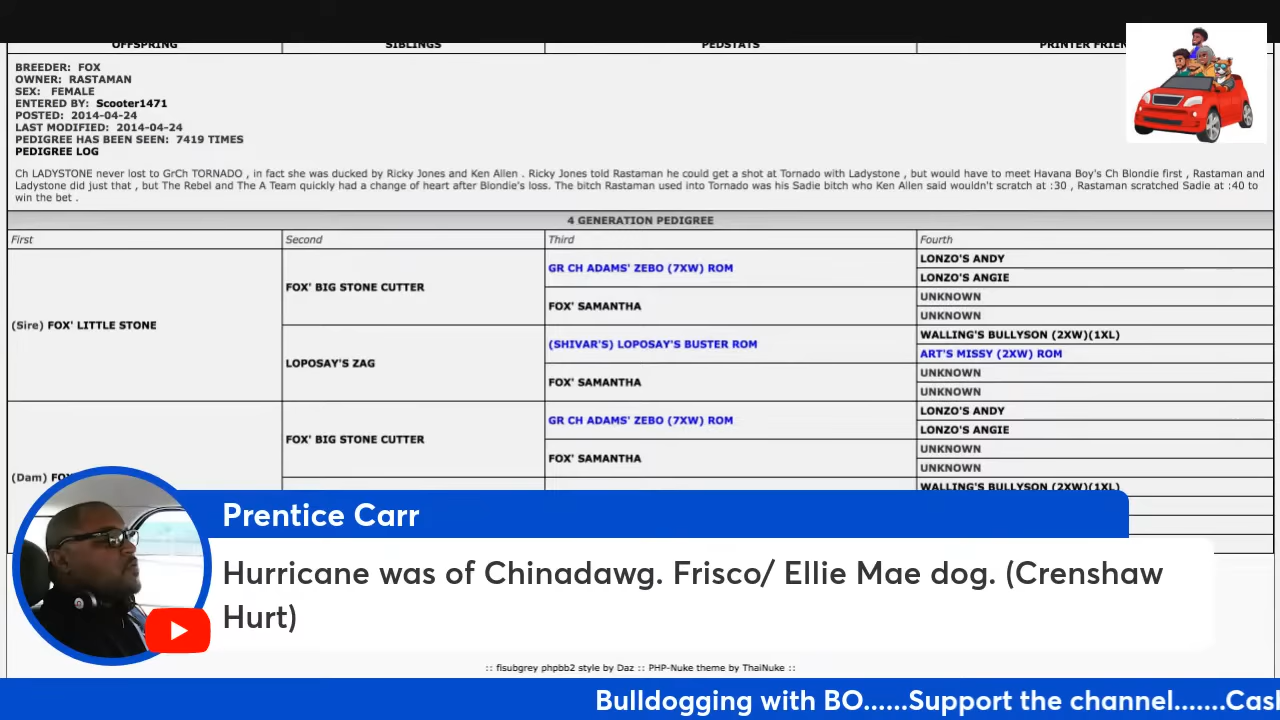 OFFSPRING SIBLINGS PEDSTATS PRINTER
BREEDER: FOX
OWNER: RASTAMAN
SEX: FEMALE
ENTERED BY: Scooter1471
POSTED: 2014-04-24
LAST MODIFIED: 2014-04-24
PEDIGREE HAS BEEN SEEN: 7419 TIMES
PEDIGREE LOG
Ch LADYSTONE never lost to GrCh TORNADO , in fact she was ducked by Ricky Jones and Ken Allen . Ricky Jones told Rastaman he could get a shot at Tornado with Ladystone , but would have to meet Havana Boy's Ch Blondie first , Rastaman and
Ladystone did just that , but The Rebel and The A Team quickly had a change of heart after Blondie's loss. The bitch Rastaman used into Tornado was his Sadie bitch who Ken Allen said wouldn't scratch at :30 , Rastaman scratched Sadie at :40 to
win the bet .
4 GENERATION PEDIGREE
First Second Third Fourth
(Sire) FOX' LITTLE STONE
FOX' BIG STONE CUTTER
GR CH ADAMS' ZEBO (7XW) ROM
LONZO'S ANDY
LONZO'S ANGIE
FOX' SAMANTHA
UNKNOWN
UNKNOWN
LOPOSAY'S ZAG
(SHIVAR'S) LOPOSAY'S BUSTER ROM
WALLING'S BULLYSON (2XW)(1XL)
ART'S MISSY (2XW) ROM
FOX' SAMANTHA
UNKNOWN
UNKNOWN
(Dam)
FOX' BIG STONE CUTTER
GR CH ADAMS' ZEBO (7XW) ROM
LONZO'S ANDY
LONZO'S ANGIE
FOX' SAMANTHA
UNKNOWN
UNKNOWN
WALLING'S BULLYSON (2XW)(1XL)
Prentice Carr
Hurricane was of Chinadawg. Frisco/ Ellie Mae dog. (Crenshaw
Hurt)
:: fisubgrey phpbb2 style by Daz :: PHP-Nuke theme by ThaiNuke ::
Bulldogging with BO......Support the channel.......